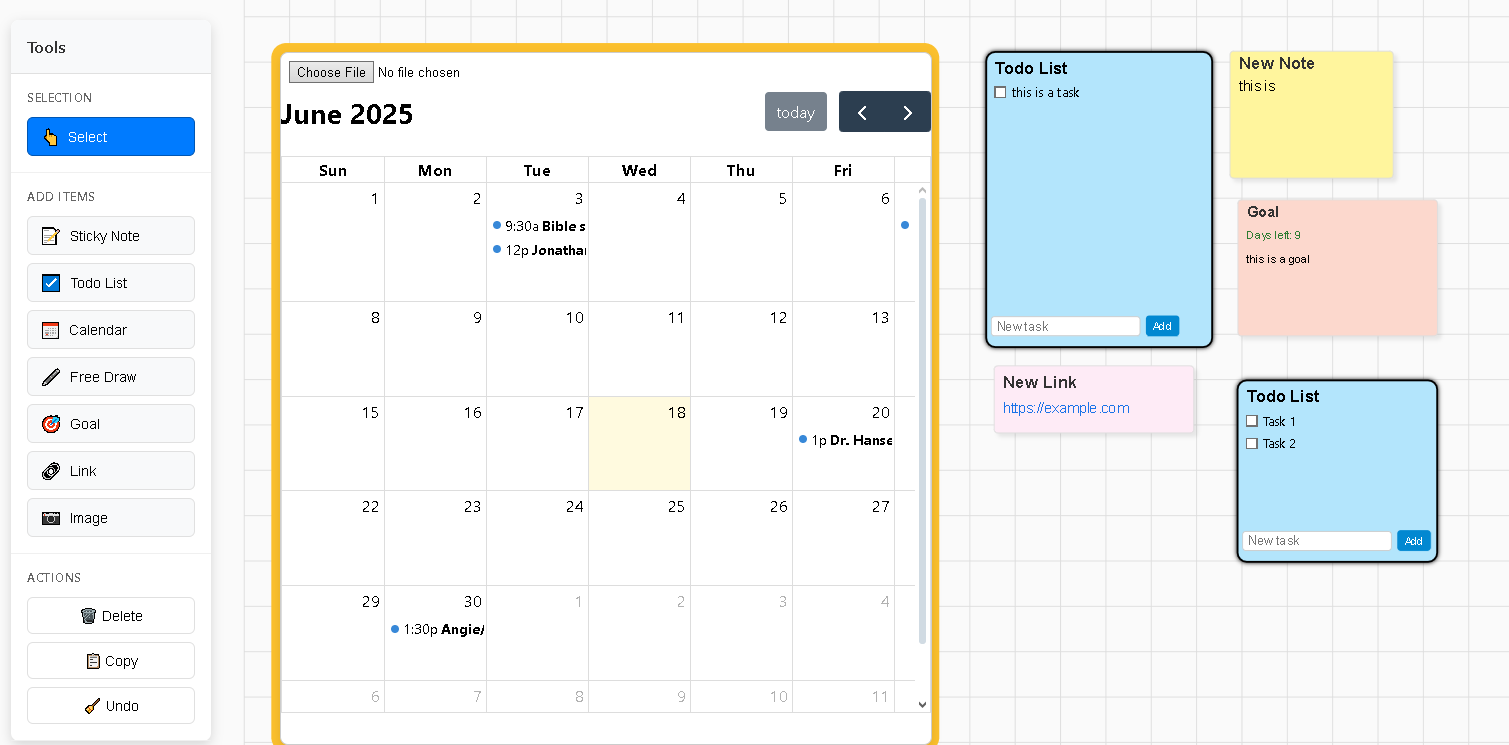 Tools
SELECTION
Select
ADD ITEMS
Sticky Note
Todo List
Calendar
Free Draw
Goal
Link
Image
ACTIONS
Delete
Copy
Undo
Choose File No file chosen
June 2025
today
Sun Mon Tue Wed Thu Fri
1 2 3 4 5 6
9:30a Bible s
12p Jonathan
8 9 10 11 12 13
15 16 17 18 19 20
1p Dr. Hanse
22 23 24 25 26 27
29 30 1 2 3 4
1:30p Angie/
6 7 8 9 10 11
Todo List
this is a task
New task Add
New Note
this is
Goal
Days left: 9
this is a goal
New Link
https://example.com
Todo List
Task 1
Task 2
New task Add